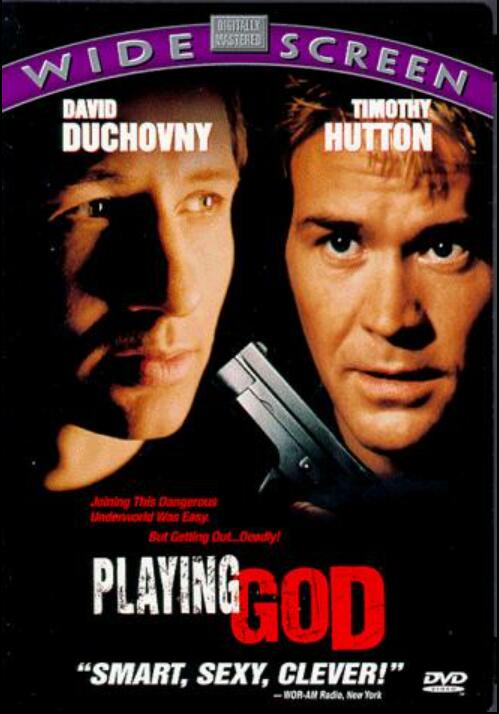 DIGITALLY
MASTERED
WIDE SCREEN
DAVID
DUCHOVNY
TIMOTHY
HUTTON
Joining This Dangerous
Underworld Was Easy.
But Getting Out...Deadly!
PLAYING GOD
“SMART, SEXY, CLEVER!”
— WOR-AM Radio, New York
DVD
VIDEO